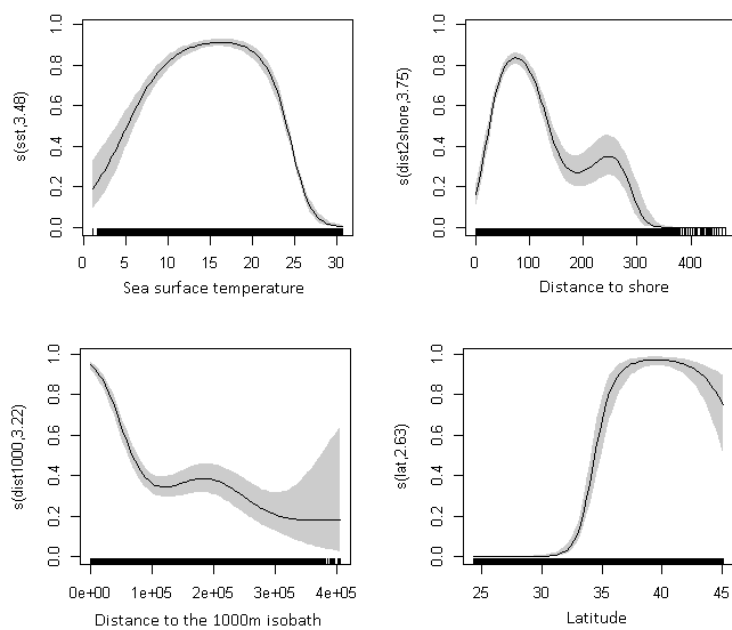 s(sst,3.48)
0.0 0.2 0.4 0.6 0.8 1.0
0 5 10 15 20 25 30
Sea surface temperature
s(dist2shore,3.75)
0.0 0.2 0.4 0.6 0.8 1.0
0 100 200 300 400
Distance to shore
s(dist1000,3.22)
0.0 0.2 0.4 0.6 0.8 1.0
0e+00 1e+05 2e+05 3e+05 4e+05
Distance to the 1000m isobath
s(lat,2.63)
0.0 0.2 0.4 0.6 0.8 1.0
25 30 35 40 45
Latitude